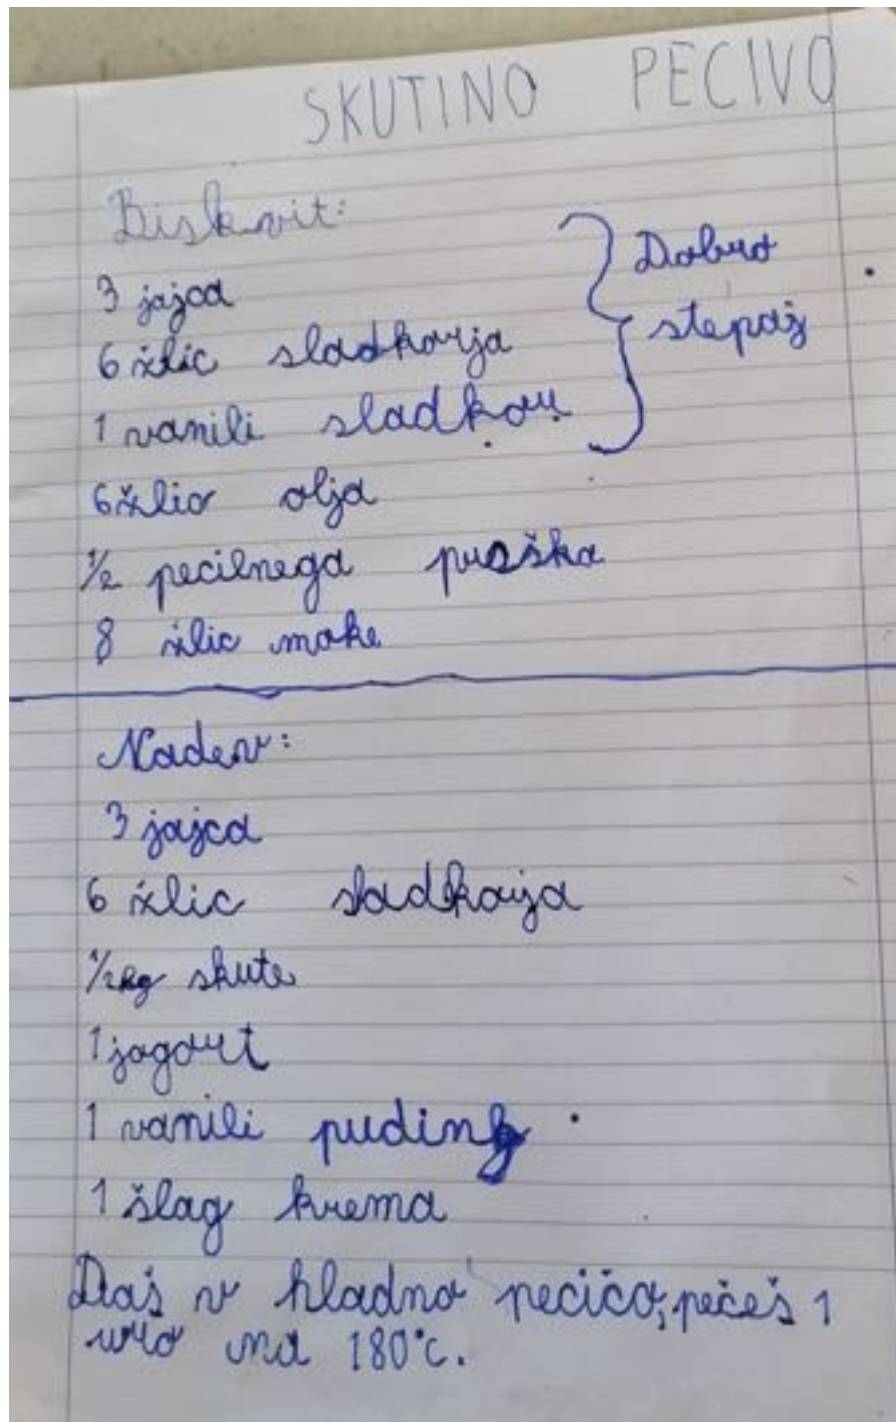 SKUTINO PECIVO
Biskvit:
3 jajca
6 žlic sladkorja
1 vanili sladkor
Dobro
stepaš
6 žlic olja
1/2 pecilnega praška
8 žlic moke
Nadev:
3 jajca
6 žlic sladkorja
1/2 kg skute
1 jogurt
1 vanili puding
1 šlag krema
Daš v hladno pečico, pečeš 1
uro na 180°c.